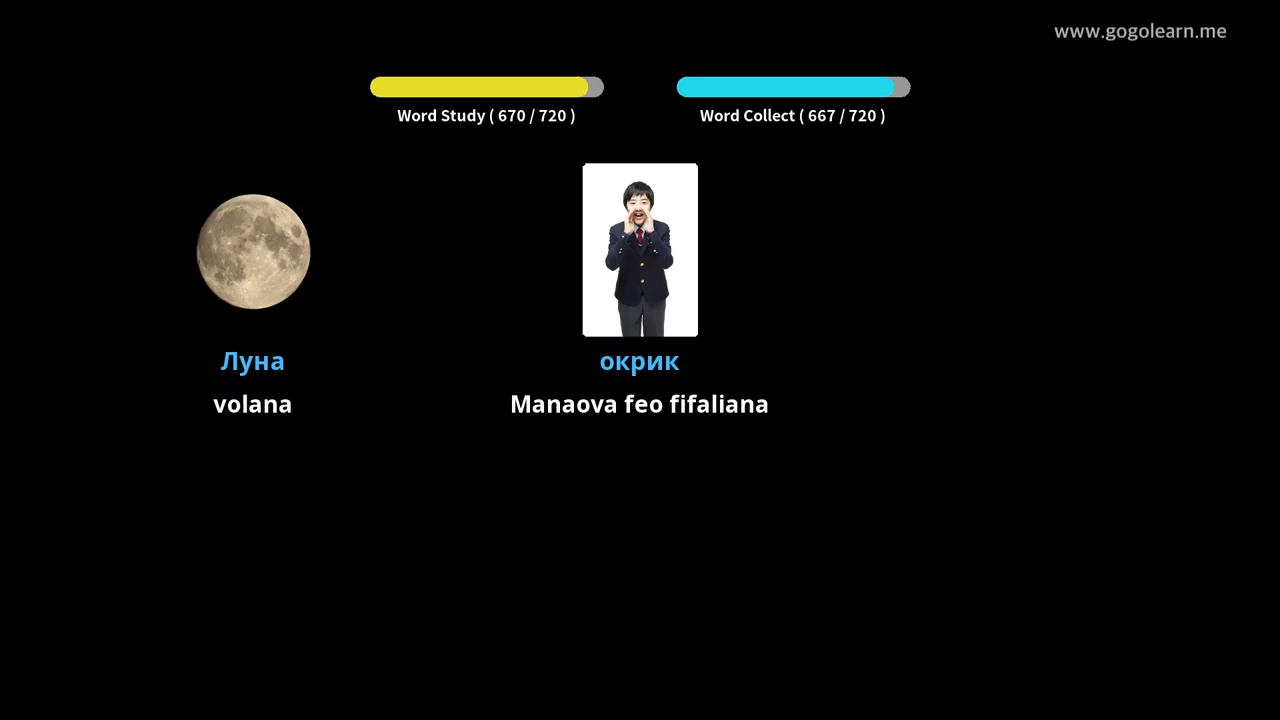 www.gogolearn.me
Word Study ( 670 / 720 )
Word Collect ( 667 / 720 )
Луна
окрик
volana
Manaova feo fifaliana